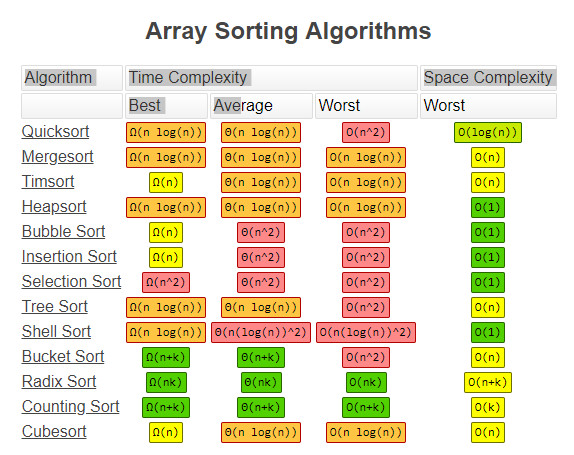 Array Sorting Algorithms
Algorithm Time Complexity Space Complexity
Best Average Worst Worst
Quicksort Ω(n log(n)) Θ(n log(n)) O(n^2) O(log(n))
Mergesort Ω(n log(n)) Θ(n log(n)) O(n log(n)) O(n)
Timsort Ω(n) Θ(n log(n)) O(n log(n)) O(n)
Heapsort Ω(n log(n)) Θ(n log(n)) O(n log(n)) O(1)
Bubble Sort Ω(n) Θ(n^2) O(n^2) O(1)
Insertion Sort Ω(n) Θ(n^2) O(n^2) O(1)
Selection Sort Ω(n^2) Θ(n^2) O(n^2) O(1)
Tree Sort Ω(n log(n)) Θ(n log(n)) O(n^2) O(n)
Shell Sort Ω(n log(n)) Θ(n(log(n))^2) O(n(log(n))^2) O(1)
Bucket Sort Ω(n+k) Θ(n+k) O(n^2) O(n)
Radix Sort Ω(nk) Θ(nk) O(nk) O(n+k)
Counting Sort Ω(n+k) Θ(n+k) O(n+k) O(k)
Cubesort Ω(n) Θ(n log(n)) O(n log(n)) O(n)